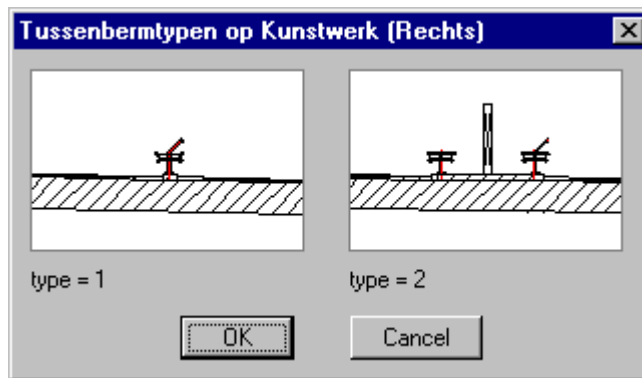 Tussenbermtypen op Kunstwerk (Rechts)
type = 1
type = 2
OK
Cancel